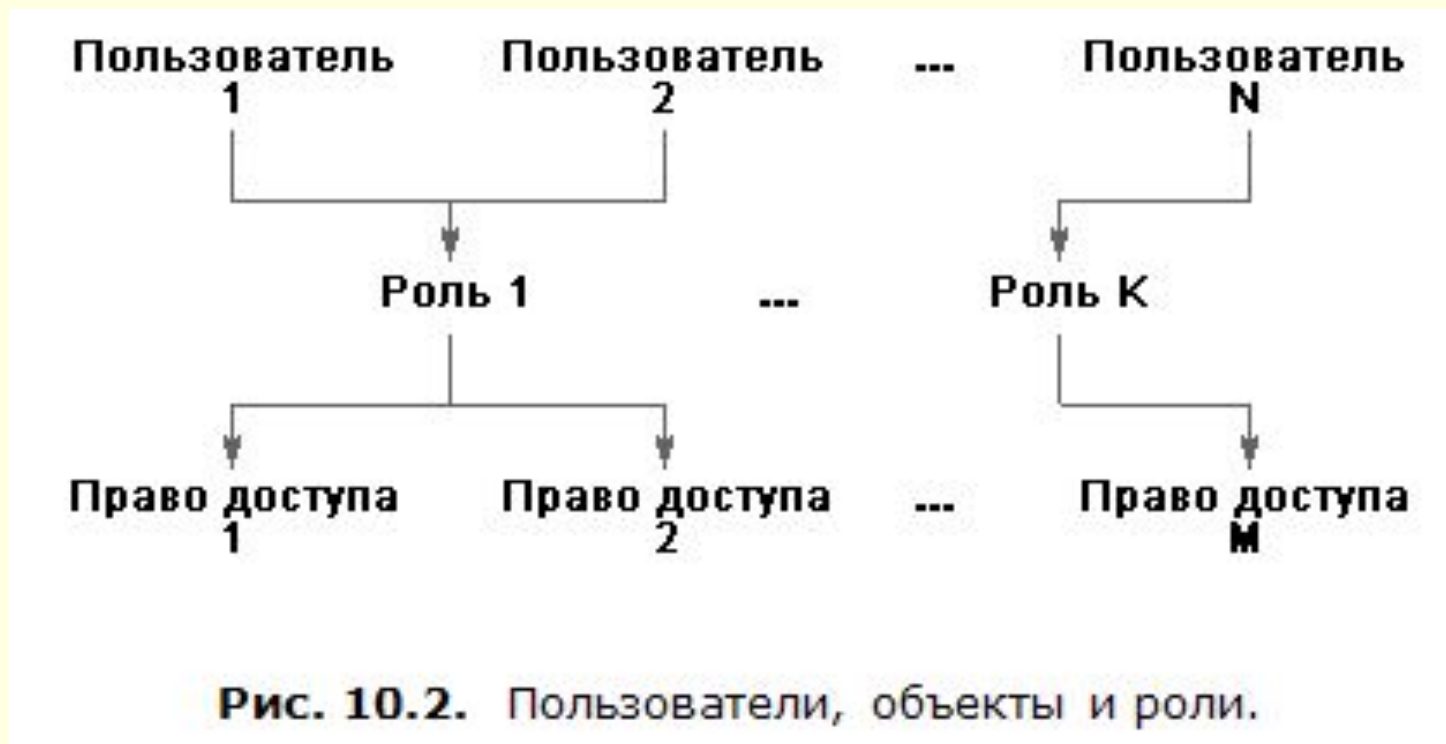 Пользователь Пользователь ... Пользователь
1 2 N
Роль 1 ... Роль K
Право доступа Право доступа ... Право доступа
1 2 M
Рис. 10.2. Пользователи, объекты и роли.